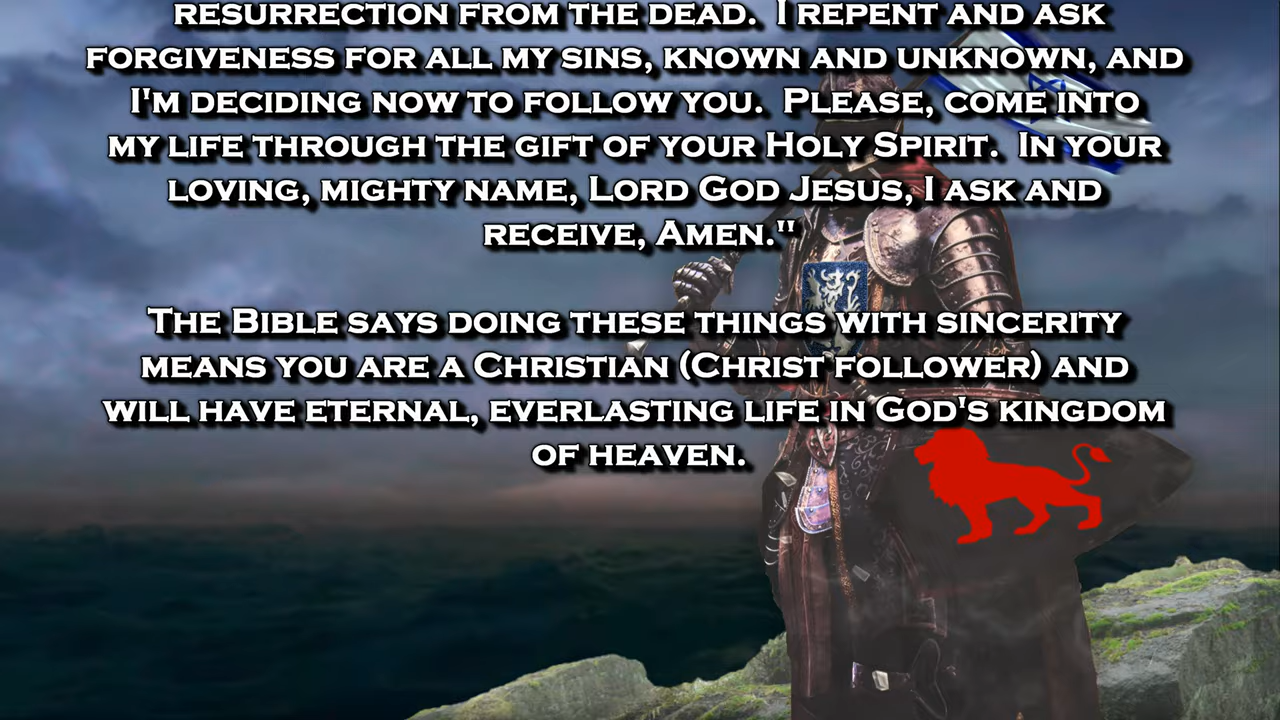 RESURRECTION FROM THE DEAD. I REPENT AND ASK
FORGIVENESS FOR ALL MY SINS, KNOWN AND UNKNOWN, AND
I'M DECIDING NOW TO FOLLOW YOU. PLEASE, COME INTO
MY LIFE THROUGH THE GIFT OF YOUR HOLY SPIRIT. IN YOUR
LOVING, MIGHTY NAME, LORD GOD JESUS, I ASK AND
RECEIVE, AMEN."
THE BIBLE SAYS DOING THESE THINGS WITH SINCERITY
MEANS YOU ARE A CHRISTIAN (CHRIST FOLLOWER) AND
WILL HAVE ETERNAL, EVERLASTING LIFE IN GOD'S KINGDOM
OF HEAVEN.